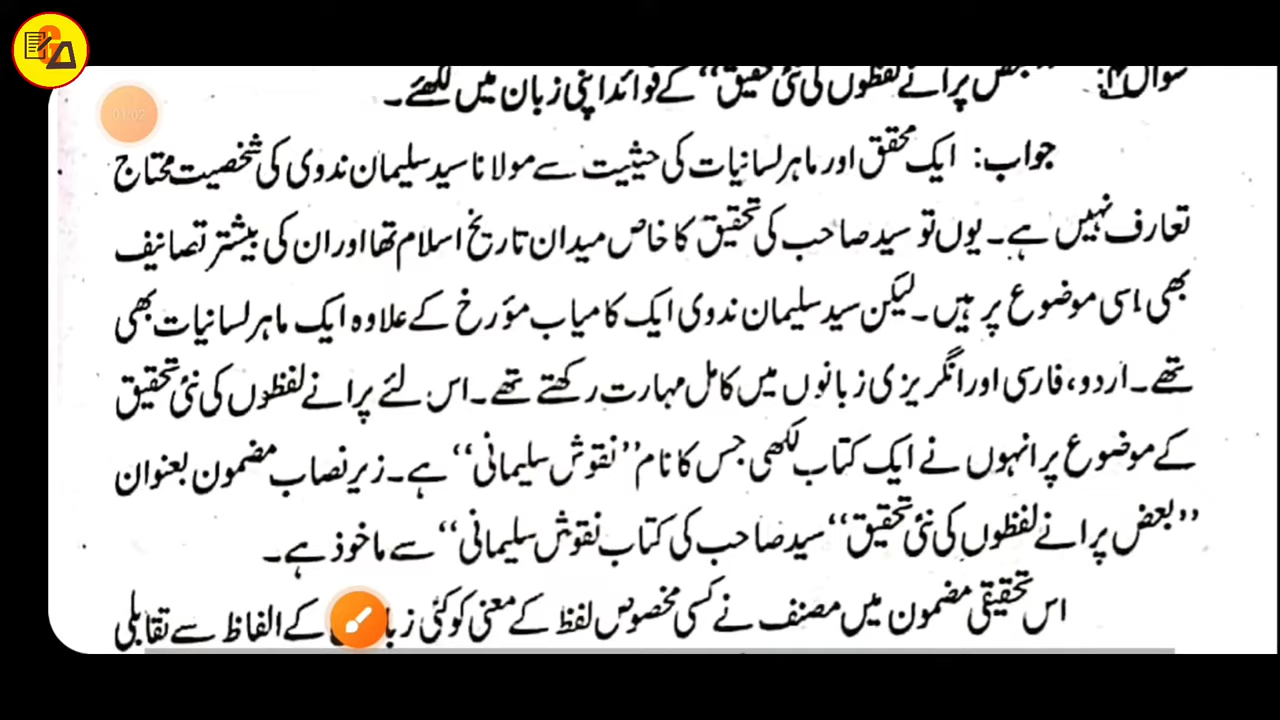 سوال ۴: ”بعض پرانے لفظوں کی نئی تحقیق“ کے فوائد اپنی زبان میں لکھئے۔
01:02
جواب: ایک محقق اور ماہر لسانیات کی حیثیت سے مولانا سید سلیمان ندوی کی شخصیت محتاج
تعارف نہیں ہے۔ یوں تو سید صاحب کی تحقیق کا خاص میدان تاریخ اسلام تھا اور ان کی بیشتر تصانیف
بھی اسی موضوع پر ہیں۔ لیکن سید سلیمان ندوی ایک کامیاب مؤرخ کے علاوہ ایک ماہر لسانیات بھی
تھے۔ اردو، فارسی اور انگریزی زبانوں میں کامل مہارت رکھتے تھے۔ اس لئے پرانے لفظوں کی نئی تحقیق
کے موضوع پر انہوں نے ایک کتاب لکھی جس کا نام ”نقوش سلیمانی“ ہے۔ زیر نصاب مضمون بعنوان
”بعض پرانے لفظوں کی نئی تحقیق“ سید صاحب کی کتاب نقوش سلیمانی“ سے ماخوذ ہے۔
اس تحقیقی مضمون میں مصنف نے کسی مخصوص لفظ کے معنی کو کئی کے الفاظ سے تقابلی